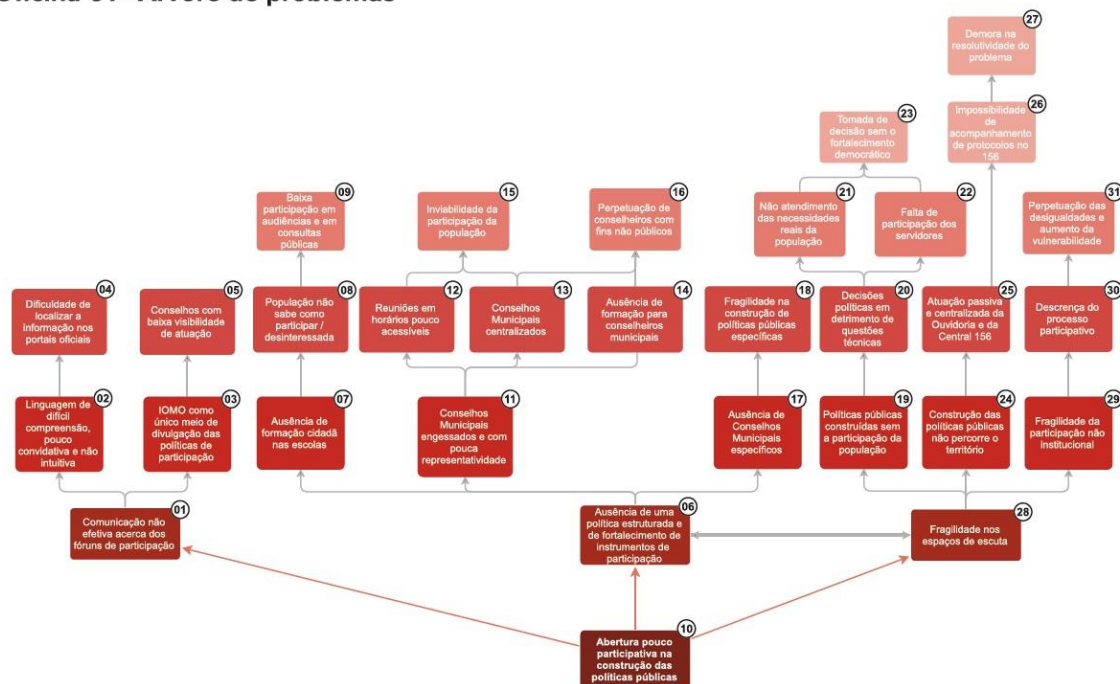 Oficina 01- Árvore de problemas
27
Demora na
resolutividade do
problema
23
Tomada de
decisão sem o
fortalecimento
democrático
26
Impossibilidade
de
acompanhamento
de protocolos no
156
09
Baixa
participação em
audiências e em
consultas
públicas
15
Inviabilidade da
participação da
população
16
Perpetuação de
conselheiros com
fins não públicos
21
Não atendimento
das necessidades
reais da
população
22
Falta de
participação dos
servidores
31
Perpetuação das
desigualdades e
aumento da
vulnerabilidade
04
Dificuldade de
localizar a
informação nos
portais oficiais
05
Conselhos com
baixa visibilidade
de atuação
08
População não
sabe como
participar /
desinteressada
12
Reuniões em
horários pouco
acessíveis
13
Conselhos
Municipais
centralizados
14
Ausência de
formação para
conselheiros
municipais
18
Fragilidade na
construção de
políticas públicas
específicas
20
Decisões
políticas em
detrimento de
questões
técnicas
25
Atuação passiva
e centralizada da
Ouvidoria e da
Central 156
30
Descrença do
processo
participativo
02
Linguagem de
difícil
compreensão,
pouco
convidativa e não
intuitiva
03
IOMO como
único meio de
divulgação das
políticas de
participação
07
Ausência de
formação cidadã
nas escolas
11
Conselhos
Municipais
engessados e com
pouca
representatividade
17
Ausência de
Conselhos
Municipais
específicos
19
Políticas públicas
construídas sem
a participação da
população
24
Construção das
políticas públicas
não percorre o
território
29
Fragilidade da
participação não
institucional
01
Comunicação não
efetiva acerca dos
fóruns de participação
06
Ausência de uma
política estruturada e
de fortalecimento de
instrumentos de
participação
28
Fragilidade nos
espaços de escuta
10
Abertura pouco
participativa na
construção das
políticas públicas